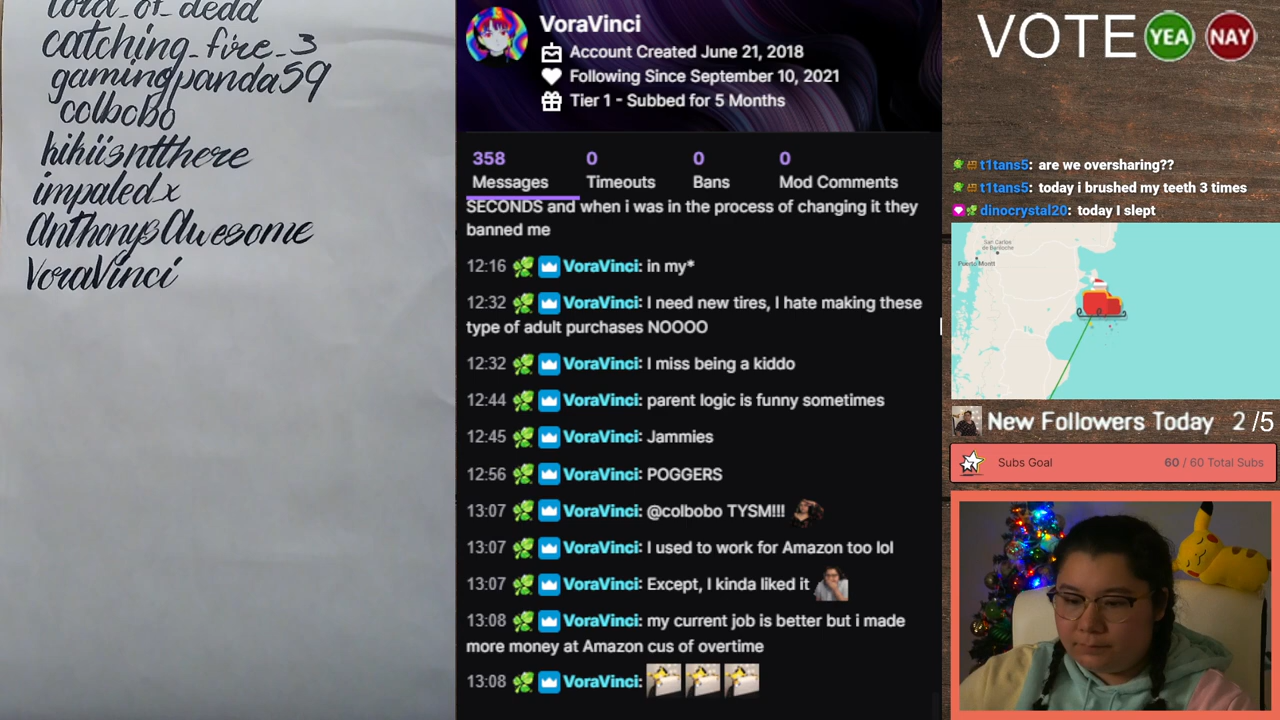 lord_of_dedd
catching_fire_3
gamingpanda59
colbobo
hihiisntthere
impaled_x
AnthonysAwesome
VoraVinci
VoraVinci
Account Created June 21, 2018
Following Since September 10, 2021
Tier 1 - Subbed for 5 Months
358 0 0 0
Messages Timeouts Bans Mod Comments
SECONDS and when i was in the process of changing it they
banned me
12:16 VoraVinci: in my*
12:32 VoraVinci: I need new tires, I hate making these
type of adult purchases NOOOO
12:32 VoraVinci: I miss being a kiddo
12:44 VoraVinci: parent logic is funny sometimes
12:45 VoraVinci: Jammies
12:56 VoraVinci: POGGERS
13:07 VoraVinci: @colbobo TYSM!!!
13:07 VoraVinci: I used to work for Amazon too lol
13:07 VoraVinci: Except, I kinda liked it
13:08 VoraVinci: my current job is better but i made
more money at Amazon cus of overtime
13:08 VoraVinci:
VOTE YEA NAY
t1tans5: are we oversharing??
t1tans5: today i brushed my teeth 3 times
dinocrystal20: today I slept
San Carlos
de Bariloche
Puerto Montt
New Followers Today 2 /5
Subs Goal 60 / 60 Total Subs